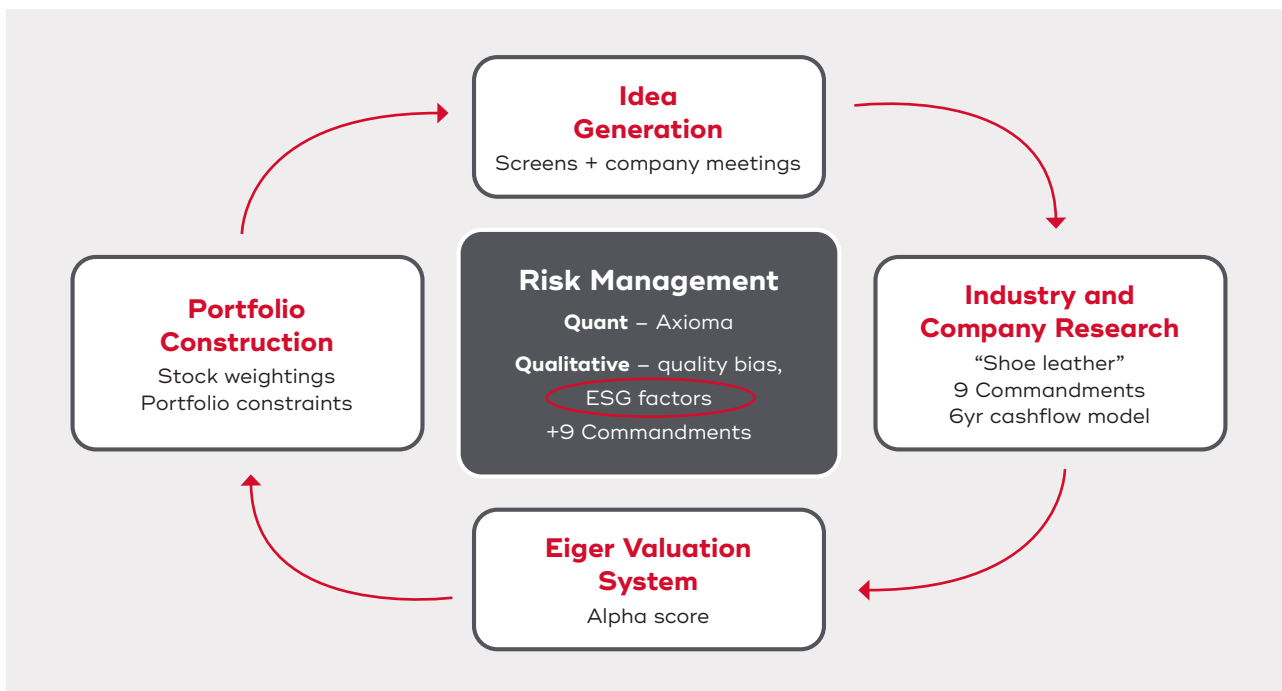 Idea
Generation
Screens + company meetings
Risk Management
Quant – Axioma
Qualitative – quality bias,
ESG factors
+9 Commandments
Portfolio
Construction
Stock weightings
Portfolio constraints
Industry and
Company Research
“Shoe leather”
9 Commandments
6yr cashflow model
Eiger Valuation
System
Alpha score